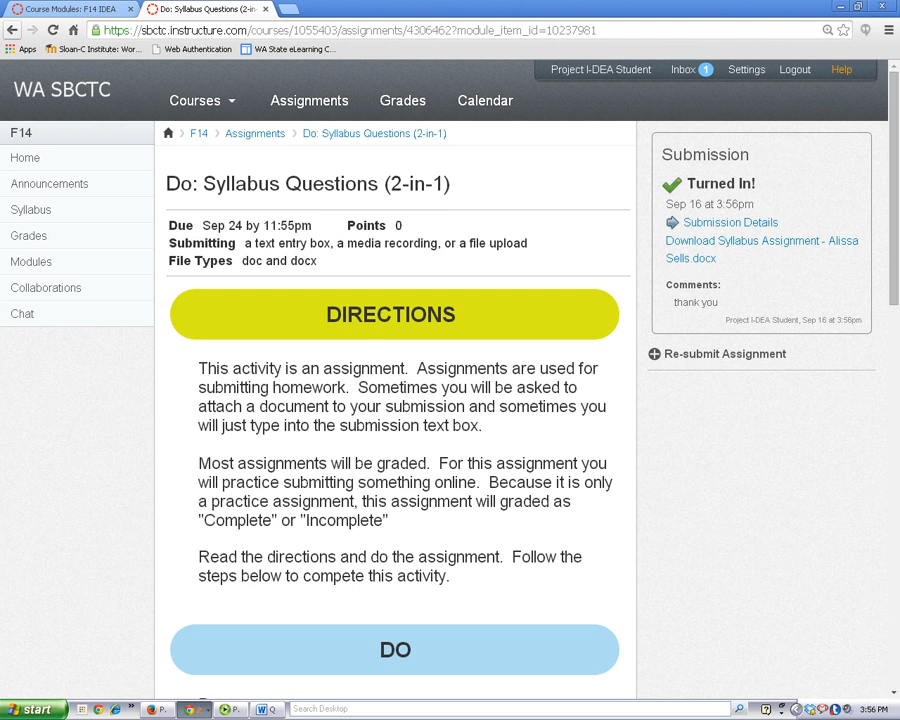 Course Modules: F14 IDEA
Do: Syllabus Questions (2-in-
https://sbctc.instructure.com/courses/1055403/assignments/4306462?module_item_id=10237981
Apps Sloan-C Institute: Wor... Web Authentication WA State eLearning C...
Project I-DEA Student Inbox 1 Settings Logout Help
WA SBCTC
Courses Assignments Grades Calendar
F14
Home
Announcements
Syllabus
Grades
Modules
Collaborations
Chat
F14 Assignments Do: Syllabus Questions (2-in-1)
Do: Syllabus Questions (2-in-1)
Due Sep 24 by 11:55pm Points 0
Submitting a text entry box, a media recording, or a file upload
File Types doc and docx
DIRECTIONS
This activity is an assignment. Assignments are used for
submitting homework. Sometimes you will be asked to
attach a document to your submission and sometimes you
will just type into the submission text box.
Most assignments will be graded. For this assignment you
will practice submitting something online. Because it is only
a practice assignment, this assignment will graded as
"Complete" or "Incomplete"
Read the directions and do the assignment. Follow the
steps below to compete this activity.
DO
Submission
Turned In!
Sep 16 at 3:56pm
Submission Details
Download Syllabus Assignment - Alissa
Sells.docx
Comments:
thank you
Project I-DEA Student, Sep 16 at 3:56pm
Re-submit Assignment
start P. 2 P. Q Search Desktop 3:56 PM